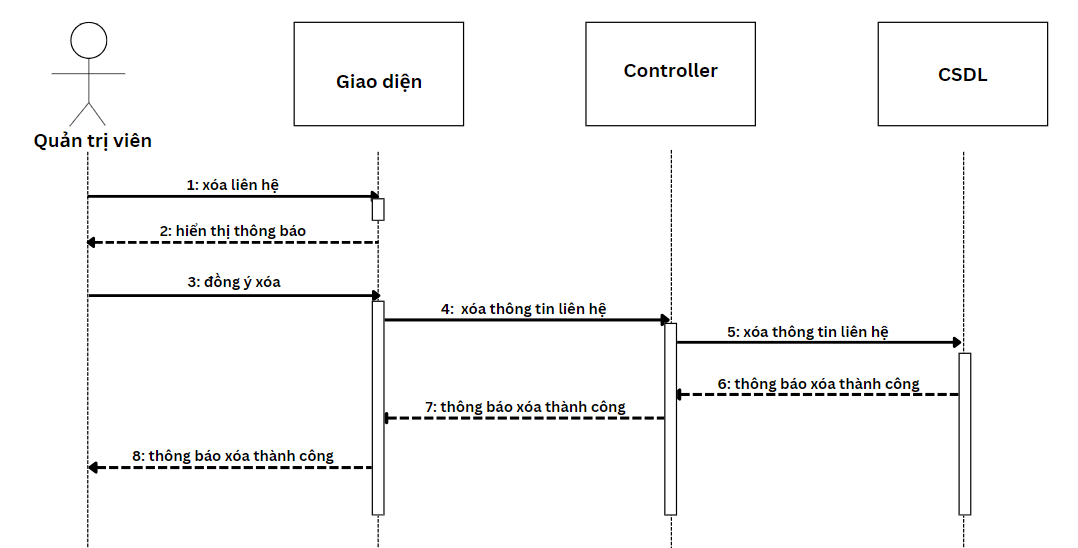 Giao diện
Controller
CSDL
Quản trị viên
1: xóa liên hệ
2: hiển thị thông báo
3: đồng ý xóa
4: xóa thông tin liên hệ
5: xóa thông tin liên hệ
6: thông báo xóa thành công
7: thông báo xóa thành công
8: thông báo xóa thành công